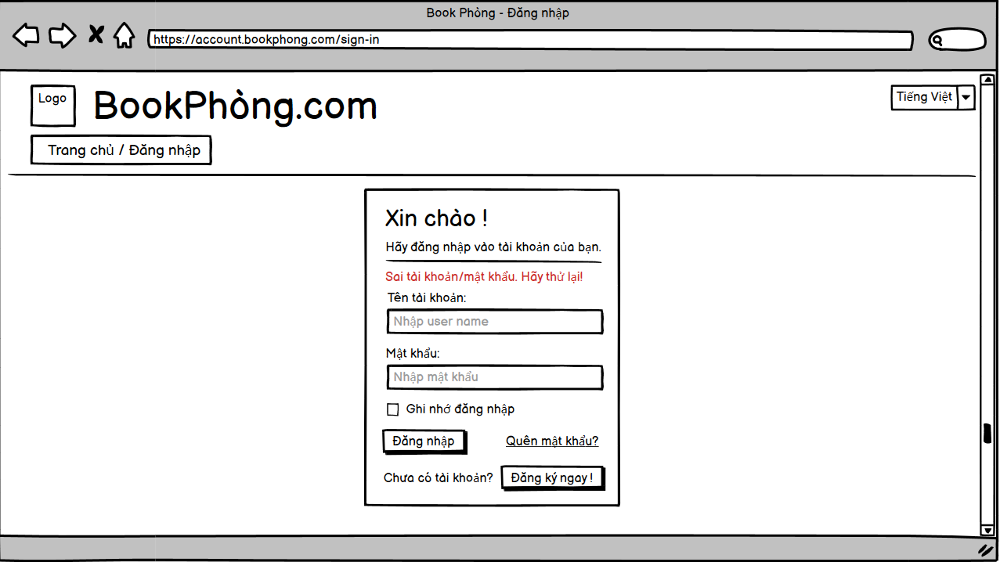 Book Phòng - Đăng nhập
https://account.bookphong.com/sign-in
Logo
BookPhòng.com
Tiếng Việt
Trang chủ / Đăng nhập
Xin chào !
Hãy đăng nhập vào tài khoản của bạn.
Sai tài khoản/mật khẩu. Hãy thử lại!
Tên tài khoản:
Nhập user name
Mật khẩu:
Nhập mật khẩu
Ghi nhớ đăng nhập
Đăng nhập
Quên mật khẩu?
Chưa có tài khoản?
Đăng ký ngay !